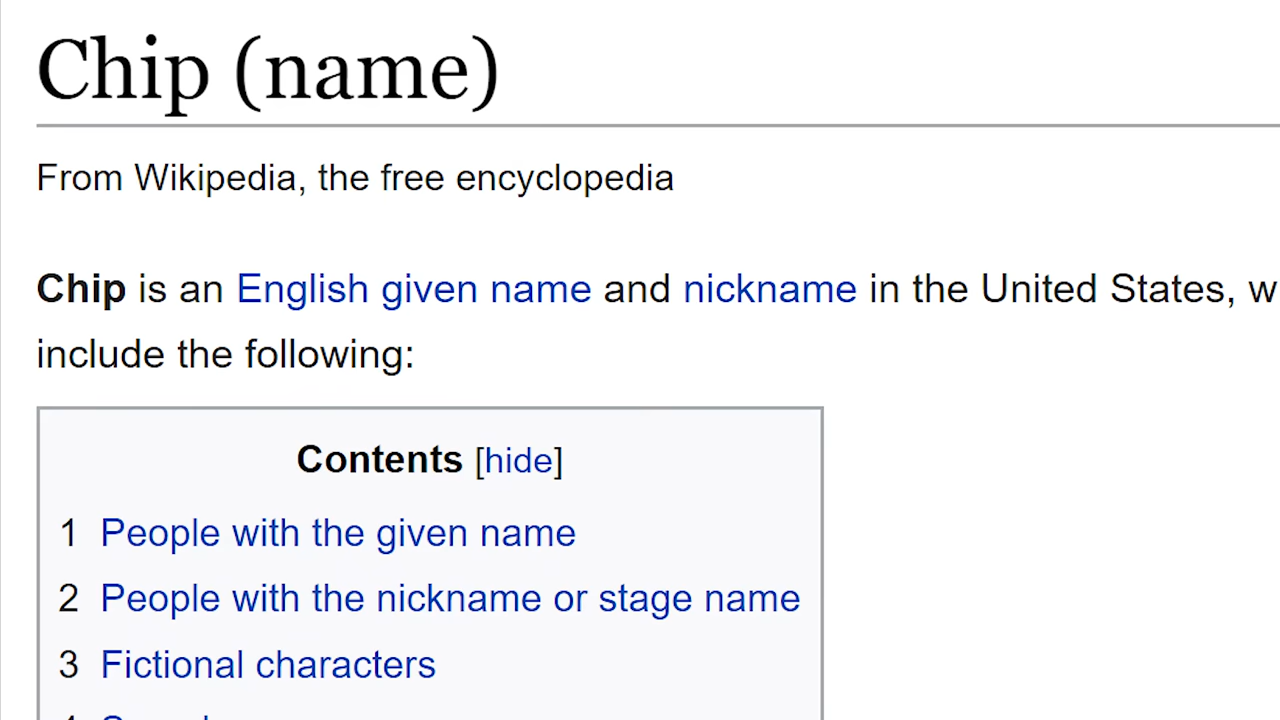 Chip (name)
From Wikipedia, the free encyclopedia
Chip is an English given name and nickname in the United States,
include the following:
Contents [hide]
1 People with the given name
2 People with the nickname or stage name
3 Fictional characters